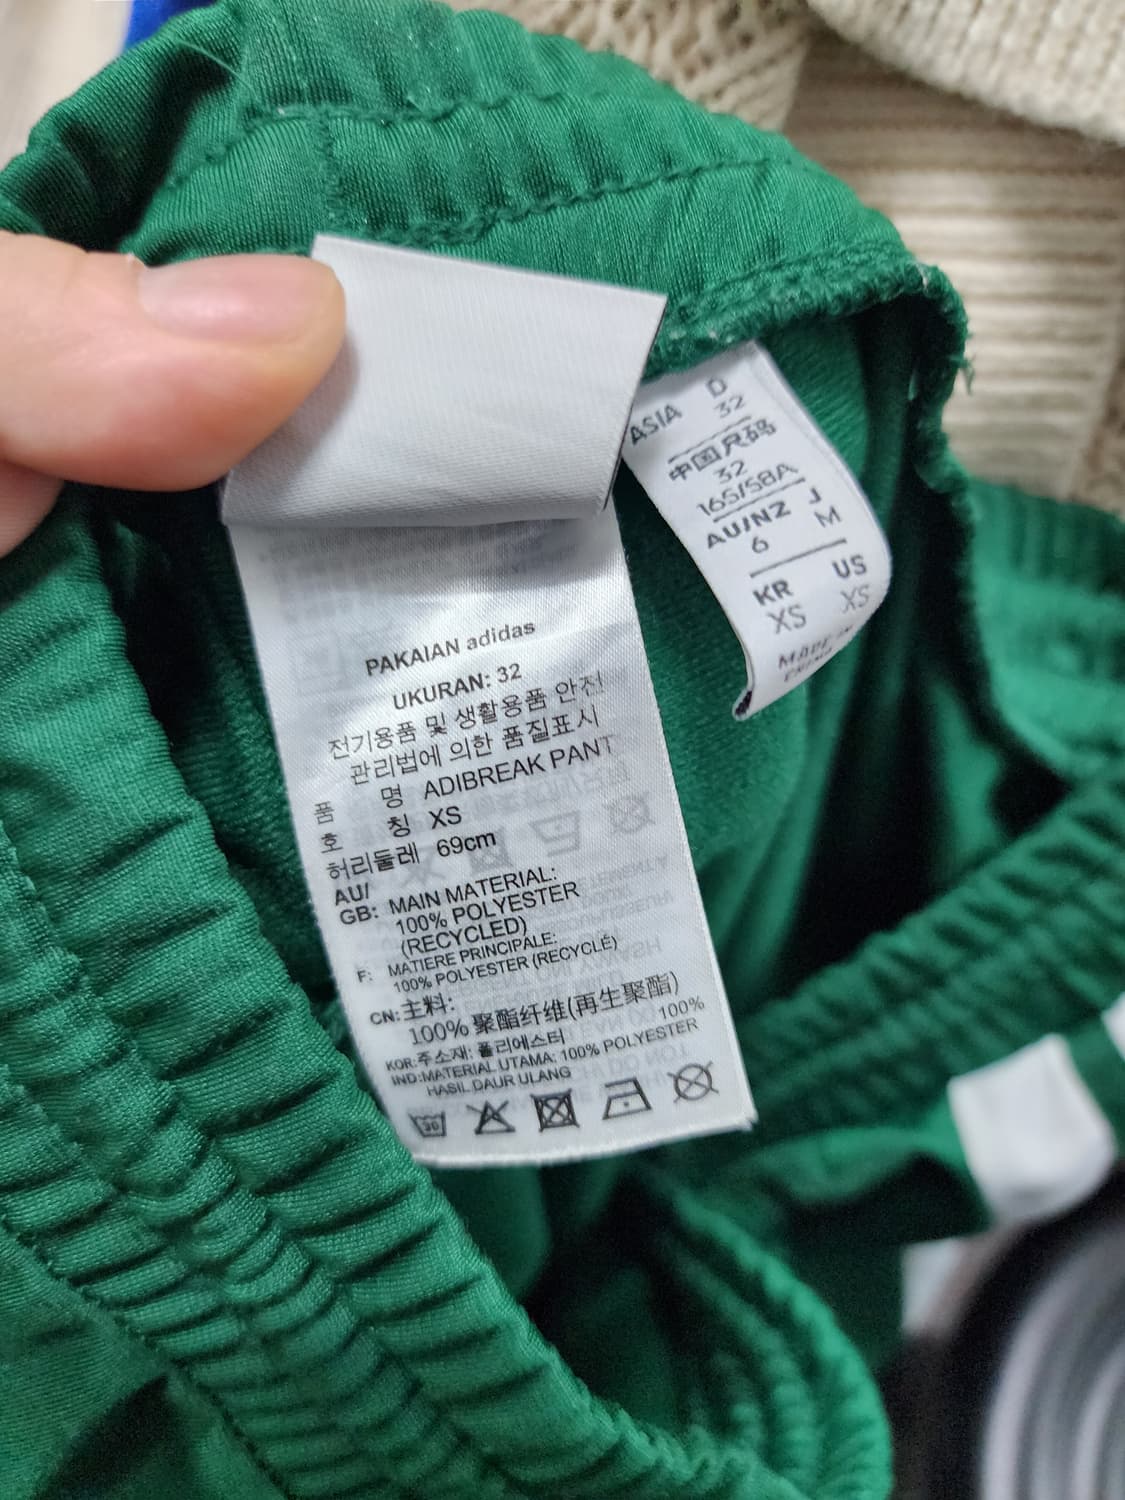 PAKAIAN adidas
UKURAN: 32
전기용품 및 생활용품 안전
관리법에 의한 품질표시
품 명 ADIBREAK PANT
호 칭 XS
허리둘레 69cm
AU/
GB: MAIN MATERIAL:
100% POLYESTER
(RECYCLED)
F: MATIERE PRINCIPALE:
100% POLYESTER (RECYCLÉ)
CN: 主料:
100% 聚酯纤维(再生聚酯)
KOR: 주소재: 폴리에스터 100%
IND: MATERIAL UTAMA: 100% POLYESTER
HASIL DAUR ULANG
30
ASIA D
32
中国尺码
32
165/58A
AU/NZ J
6 M
KR US
XS XS
MADE IN
CHINA